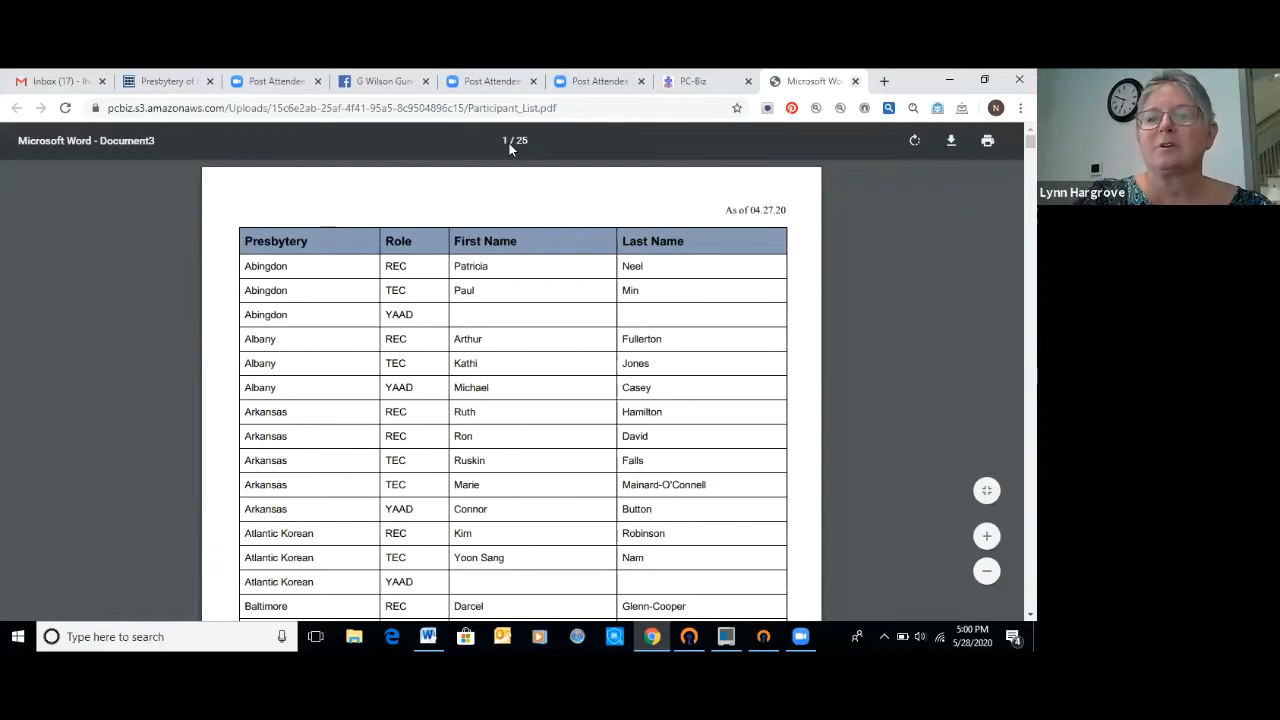 Inbox (17) - lh
Presbytery of
Post Attendee
G Wilson Gun
Post Attendee
Post Attendee
PC-Biz
Microsoft Wo
pcbiz.s3.amazonaws.com/Uploads/15c6e2ab-25af-4f41-95a5-8c9504896c15/Participant_List.pdf
N
Microsoft Word - Document3
1 / 25
Lynn Hargrove
As of 04.27.20
Presbytery Role First Name Last Name
Abingdon REC Patricia Neel
Abingdon TEC Paul Min
Abingdon YAAD
Albany REC Arthur Fullerton
Albany TEC Kathi Jones
Albany YAAD Michael Casey
Arkansas REC Ruth Hamilton
Arkansas REC Ron David
Arkansas TEC Ruskin Falls
Arkansas TEC Marie Mainard-O'Connell
Arkansas YAAD Connor Button
Atlantic Korean REC Kim Robinson
Atlantic Korean TEC Yoon Sang Nam
Atlantic Korean YAAD
Baltimore REC Darcel Glenn-Cooper
Type here to search
5:00 PM
5/28/2020
4